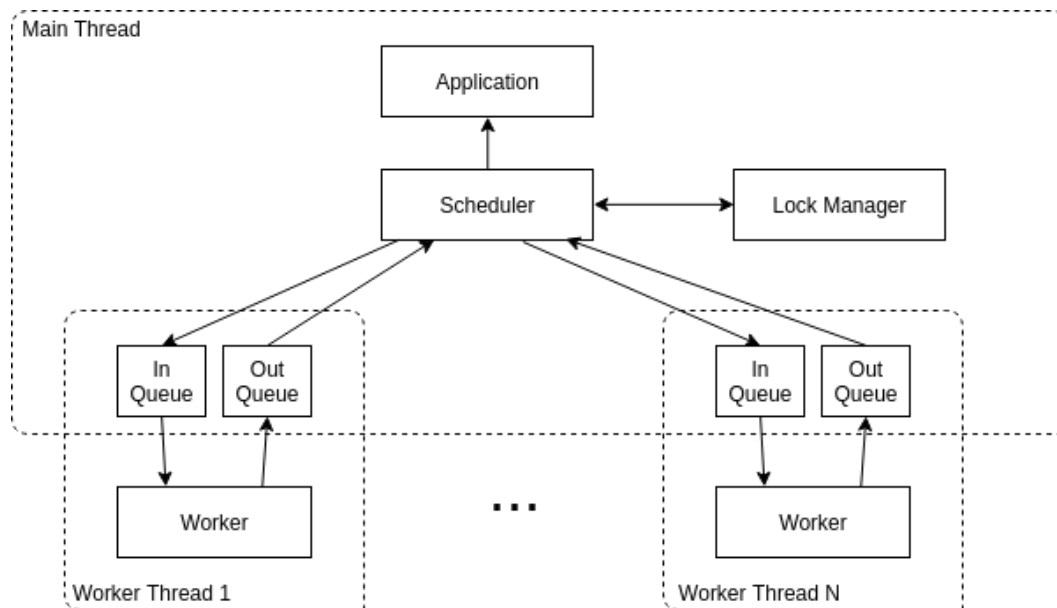 Main Thread
Application
Scheduler
Lock Manager
In
Queue
Out
Queue
In
Queue
Out
Queue
Worker
...
Worker
Worker Thread 1
Worker Thread N